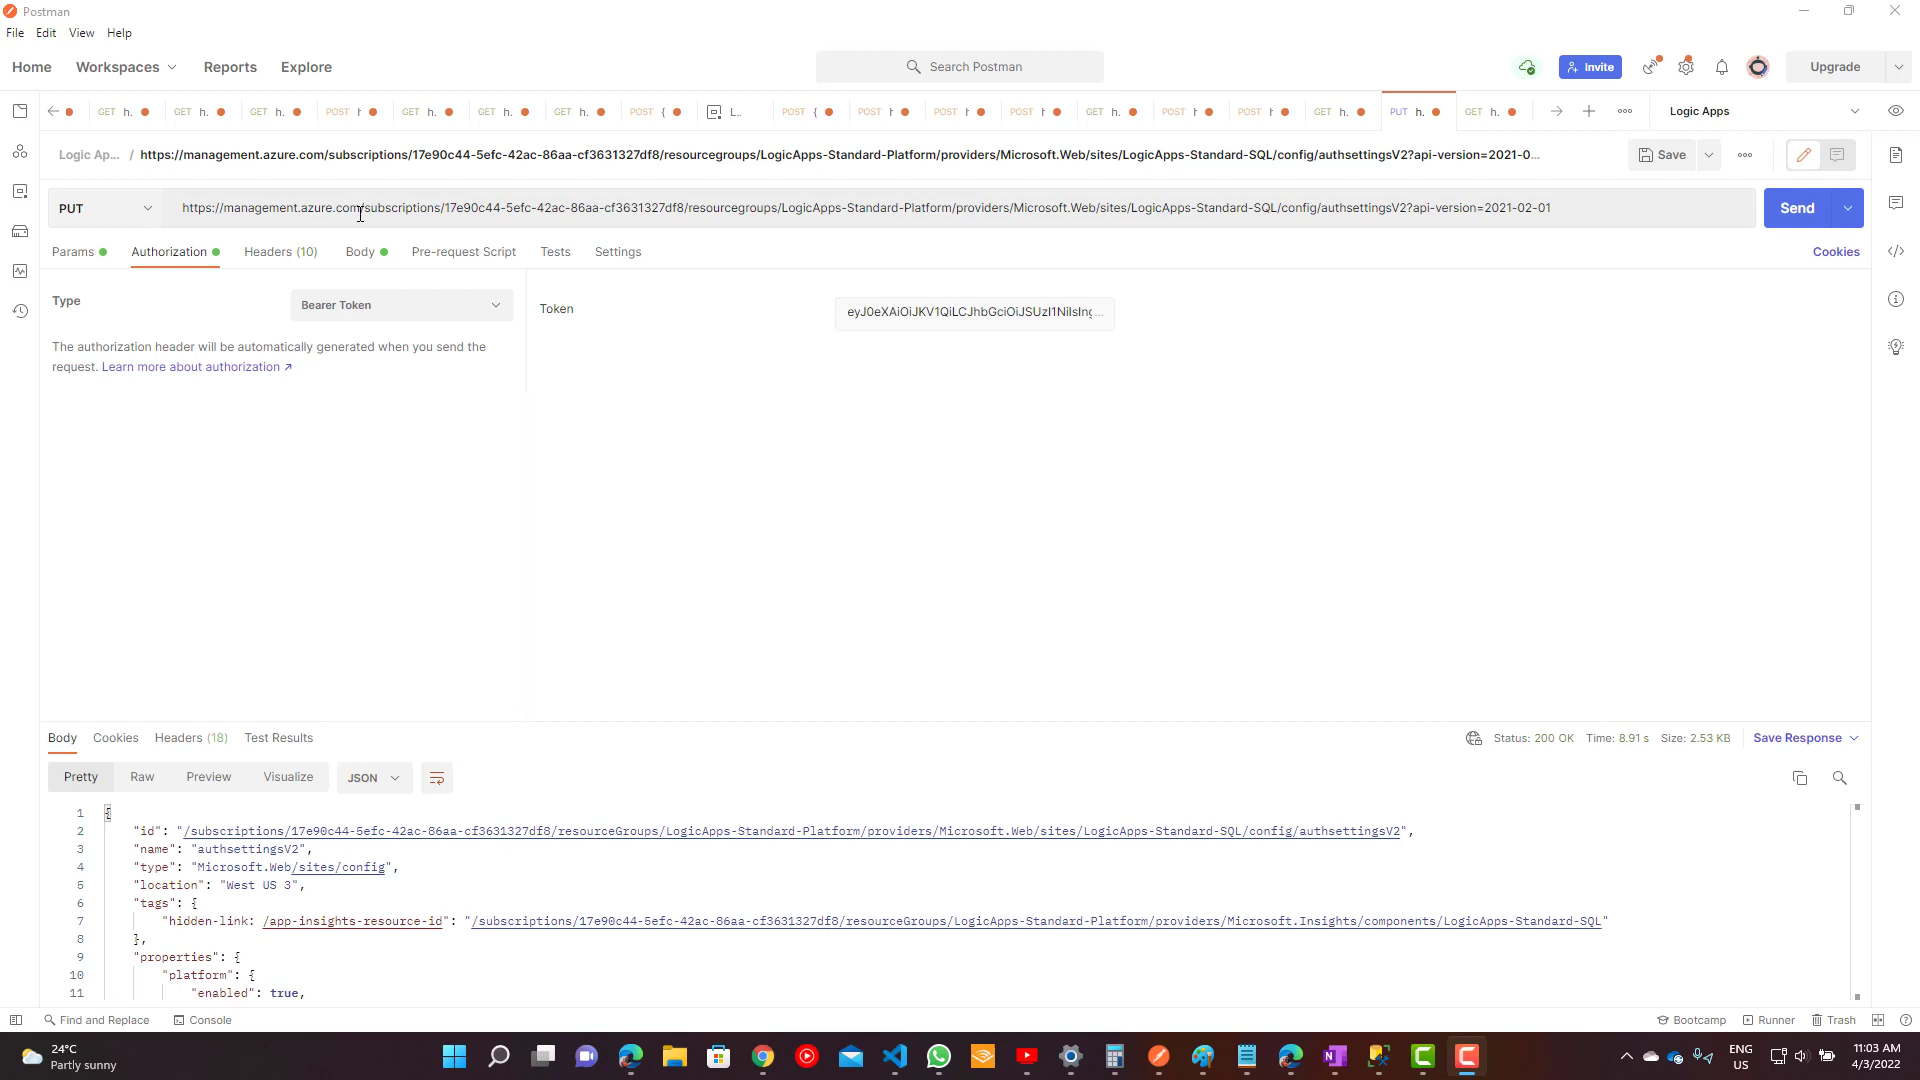 Postman
File Edit View Help
Home Workspaces Reports Explore Search Postman Invite Upgrade
GET h. GET h. GET h. POST h GET h. GET h. GET h. POST { L.. POST { POST h POST h POST h GET h. POST h POST h GET h. PUT h. GET h. Logic Apps
Logic Ap... / https://management.azure.com/subscriptions/17e90c44-5efc-42ac-86aa-cf3631327df8/resourcegroups/LogicApps-Standard-Platform/providers/Microsoft.Web/sites/LogicApps-Standard-SQL/config/authsettingsV2?api-version=2021-0... Save
PUT https://management.azure.com/subscriptions/17e90c44-5efc-42ac-86aa-cf3631327df8/resourcegroups/LogicApps-Standard-Platform/providers/Microsoft.Web/sites/LogicApps-Standard-SQL/config/authsettingsV2?api-version=2021-02-01 Send
Params Authorization Headers (10) Body Pre-request Script Tests Settings Cookies
Type Bearer Token Token
The authorization header will be automatically generated when you send the
request. Learn more about authorization ↗
Body Cookies Headers (18) Test Results Status: 200 OK Time: 8.91 s Size: 2.53 KB Save Response
Pretty Raw Preview Visualize JSON
1 {
2 "id": "/subscriptions/17e90c44-5efc-42ac-86aa-cf3631327df8/resourceGroups/LogicApps-Standard-Platform/providers/Microsoft.Web/sites/LogicApps-Standard-SQL/config/authsettingsV2",
3 "name": "authsettingsV2",
4 "type": "Microsoft.Web/sites/config",
5 "location": "West US 3",
6 "tags": {
7 "hidden-link: /app-insights-resource-id": "/subscriptions/17e90c44-5efc-42ac-86aa-cf3631327df8/resourceGroups/LogicApps-Standard-Platform/providers/Microsoft.Insights/components/LogicApps-Standard-SQL"
8 },
9 "properties": {
10 "platform": {
11 "enabled": true,
Find and Replace Console Bootcamp Runner Trash
24°C
Partly sunny
ENG
US
11:03 AM
4/3/2022